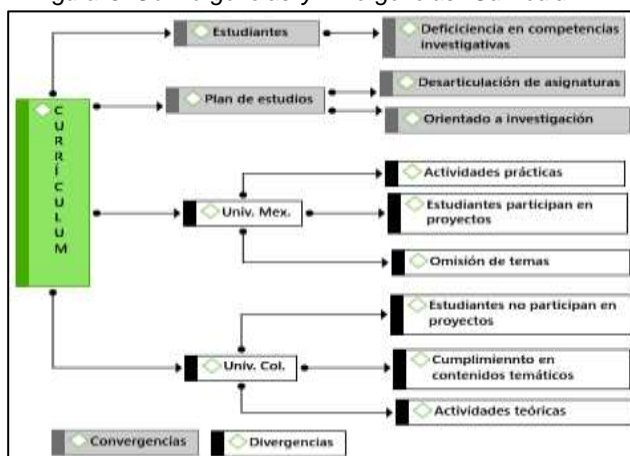 Estudiantes
Deficiciencia en competencias
investigativas
Plan de estudios
Desarticulación de asignaturas
Orientado a investigación
CURRÍCULUM
Univ. Mex.
Actividades prácticas
Estudiantes participan en
proyectos
Omisión de temas
Univ. Col.
Estudiantes no participan en
proyectos
Cumplimiennto en
contenidos temáticos
Actividades teóricas
Convergencias
Divergencias